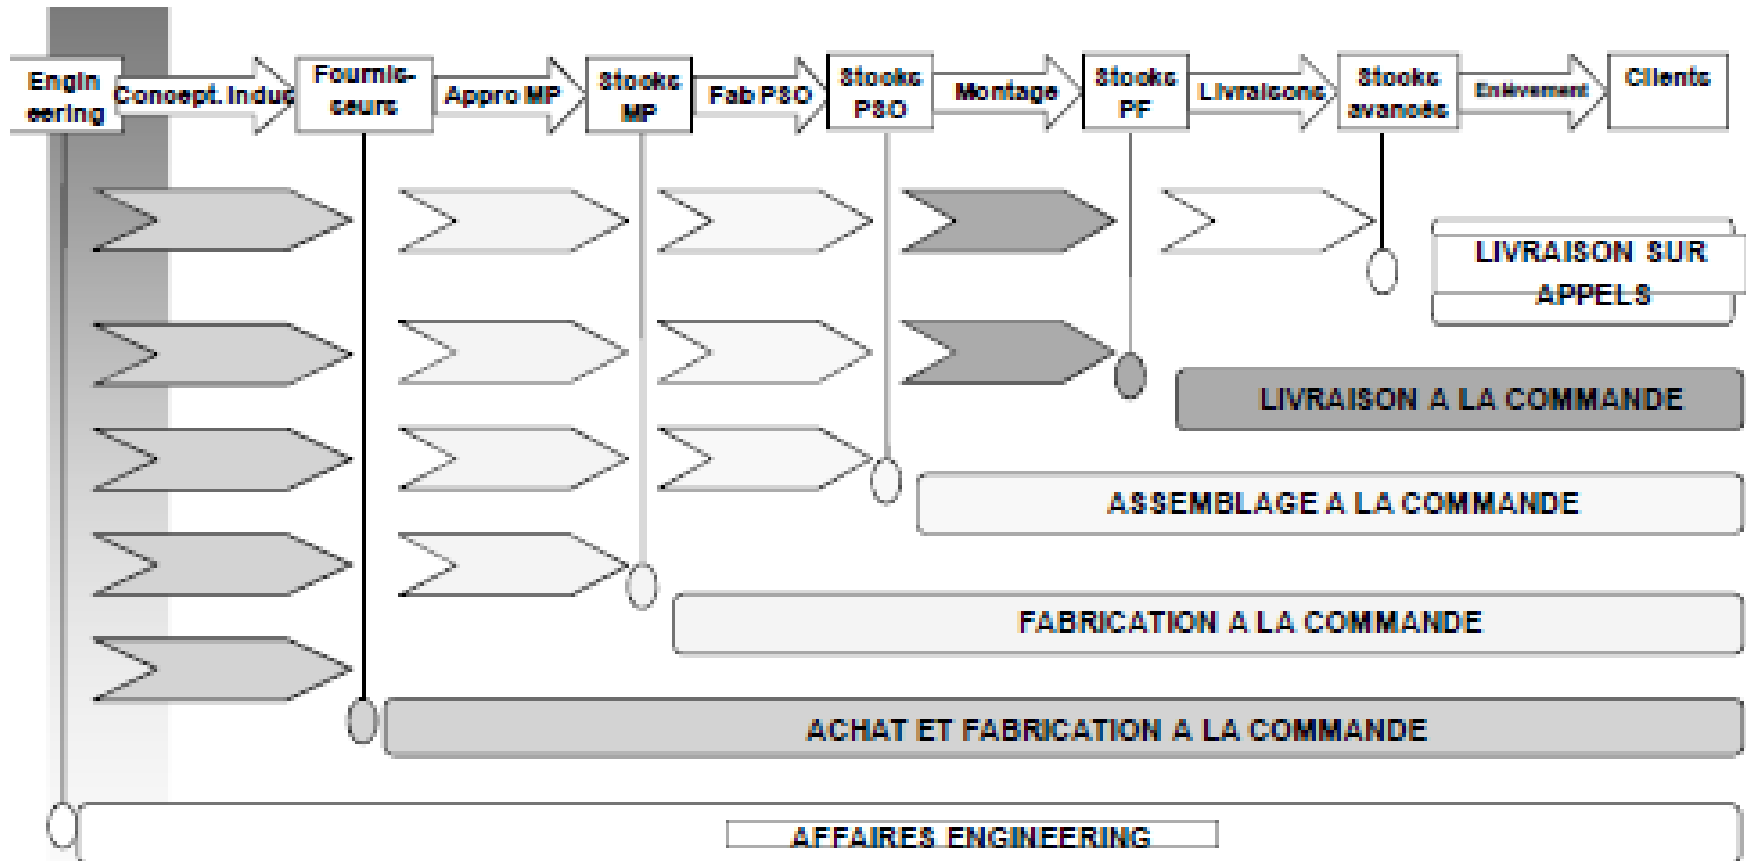 Engin
eering
Concept. Indus
Fournis-
seurs
Appro MP
Stocks
MP
Fab PSO
Stocks
PSO
Montage
Stocks
PF
Livraisons
Stocks
avancés
Enlèvement
Clients
LIVRAISON SUR
APPELS
LIVRAISON A LA COMMANDE
ASSEMBLAGE A LA COMMANDE
FABRICATION A LA COMMANDE
ACHAT ET FABRICATION A LA COMMANDE
AFFAIRES ENGINEERING